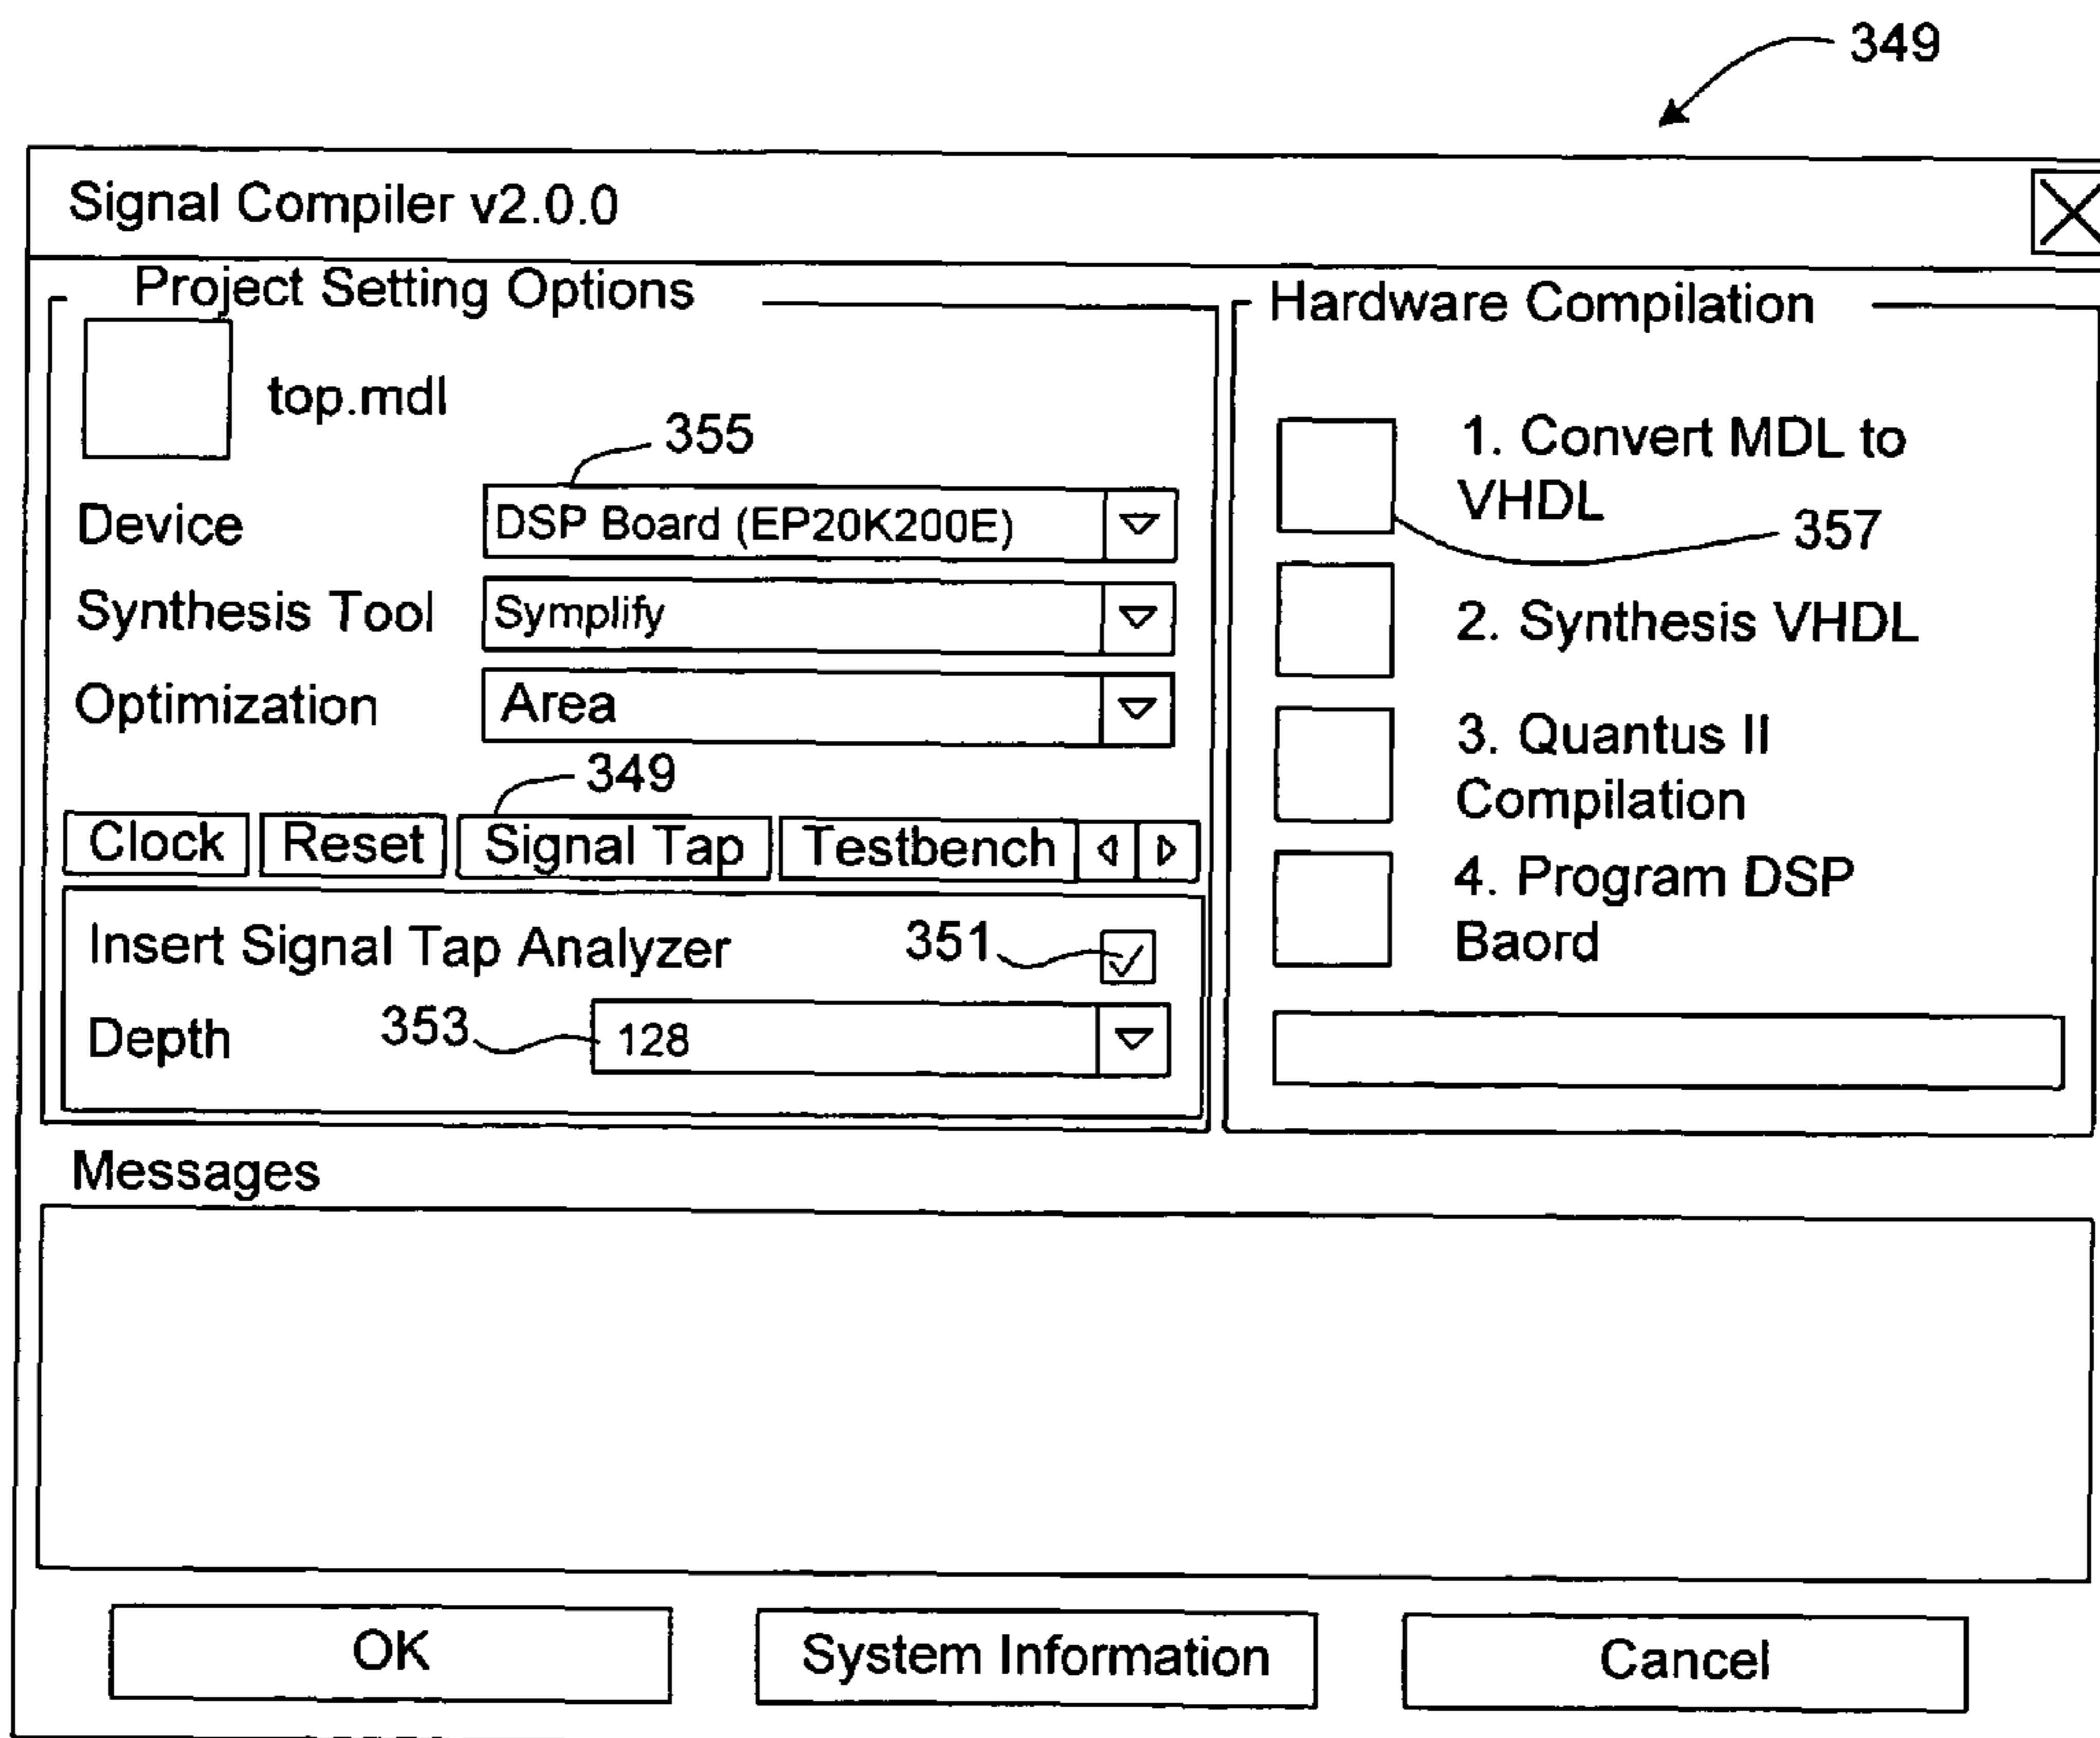 349
Signal Compiler v2.0.0
Project Setting Options
top.mdl
355
Device
DSP Board (EP20K200E)
Synthesis Tool
Symplify
Optimization
Area
349
Clock
Reset
Signal Tap
Testbench
Insert Signal Tap Analyzer
351
Depth
353
128
Hardware Compilation
1. Convert MDL to
VHDL
357
2. Synthesis VHDL
3. Quantus II
Compilation
4. Program DSP
Baord
Messages
OK
System Information
Cancel